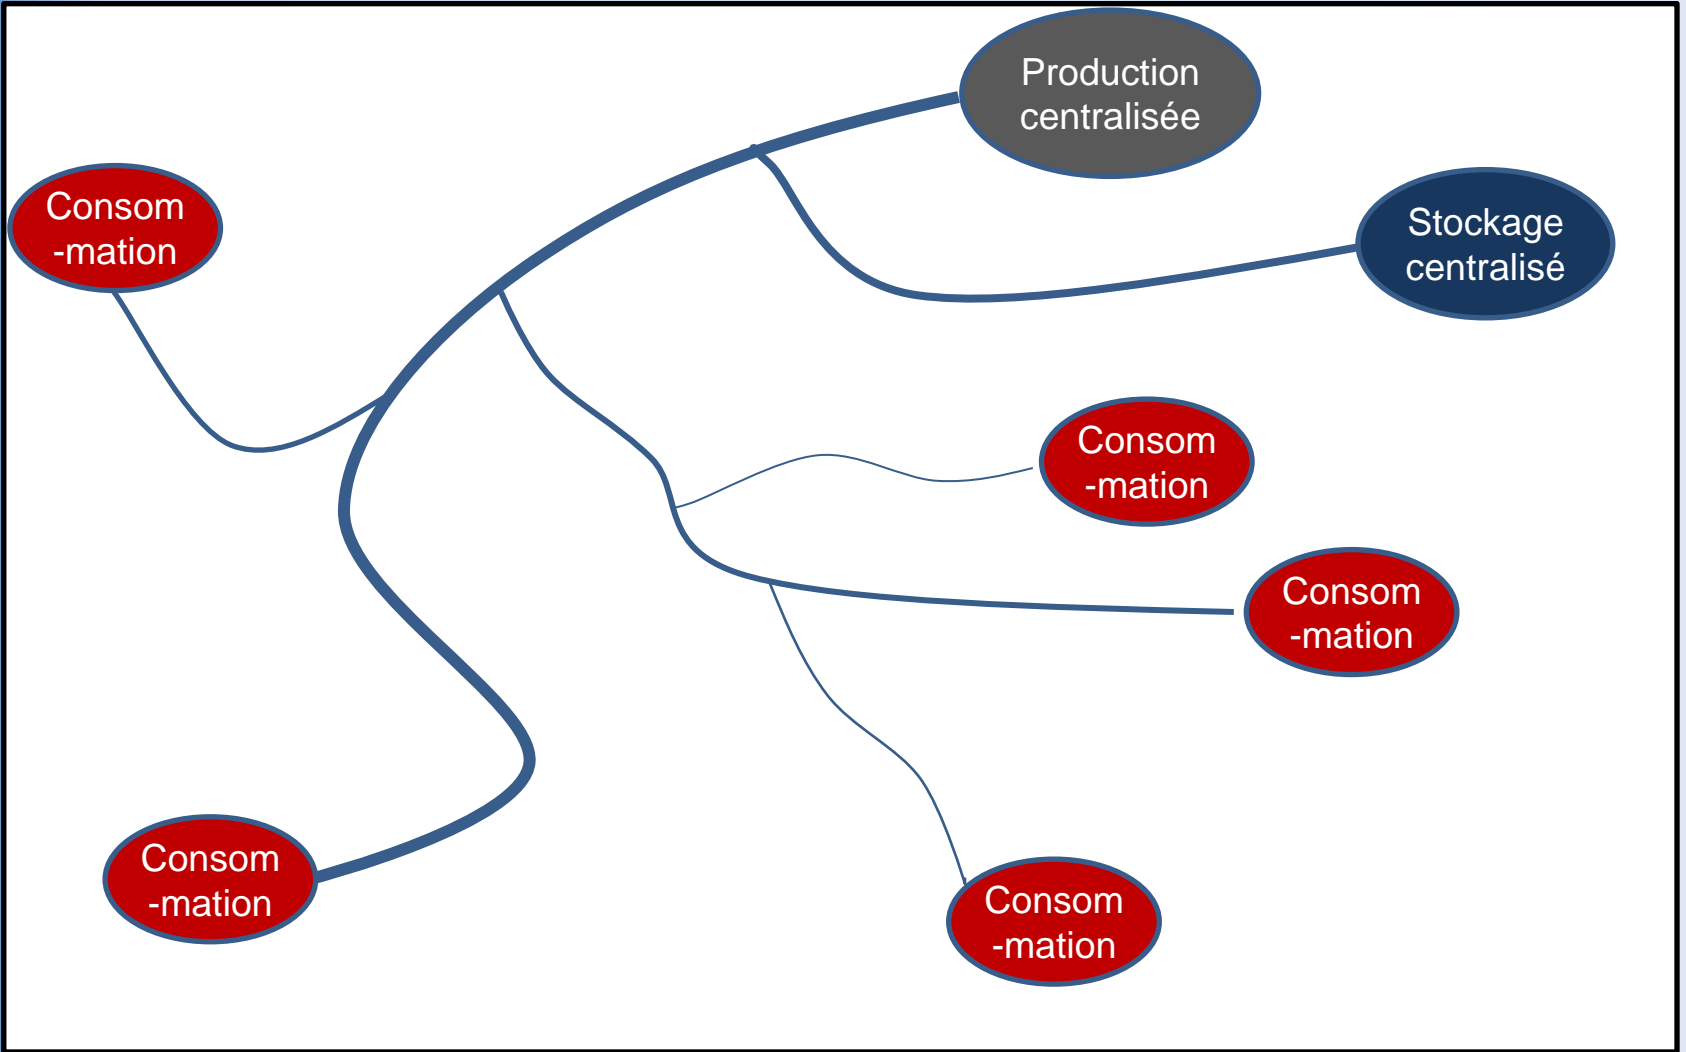 Production
centralisée
Consom
-mation
Stockage
centralisé
Consom
-mation
Consom
-mation
Consom
-mation
Consom
-mation